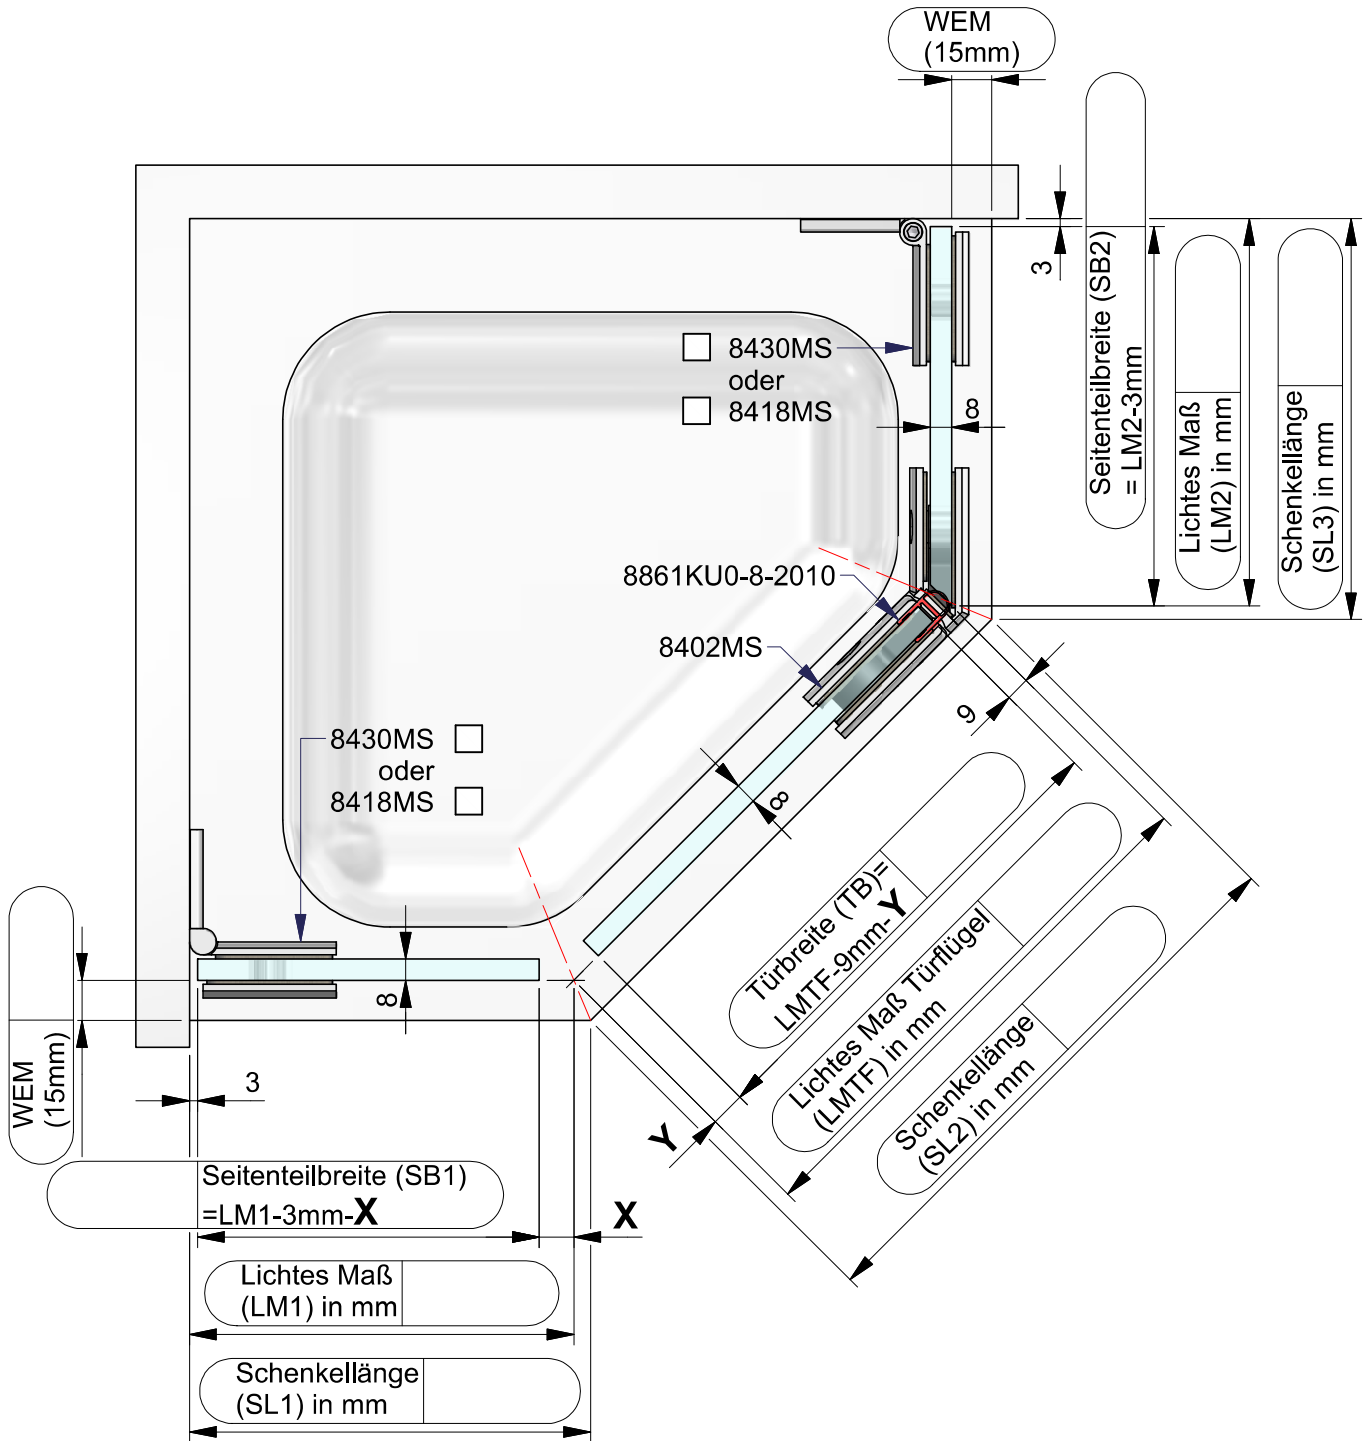 WEM
(15mm)
3
Seitenteilbreite (SB2)
= LM2-3mm
Lichtes Maß
(LM2) in mm
Schenkellänge
(SL3) in mm
8430MS
oder
8418MS
8
8861KU0-8-2010
8402MS
9
8430MS
oder
8418MS
8
Türbreite (TB)=
LMTF-9mm-Y
Lichtes Maß Türflügel
(LMTF) in mm
Schenkellänge
(SL2) in mm
8
WEM
(15mm)
3
Y
Seitenteilbreite (SB1)
=LM1-3mm-X
X
Lichtes Maß
(LM1) in mm
Schenkellänge
(SL1) in mm